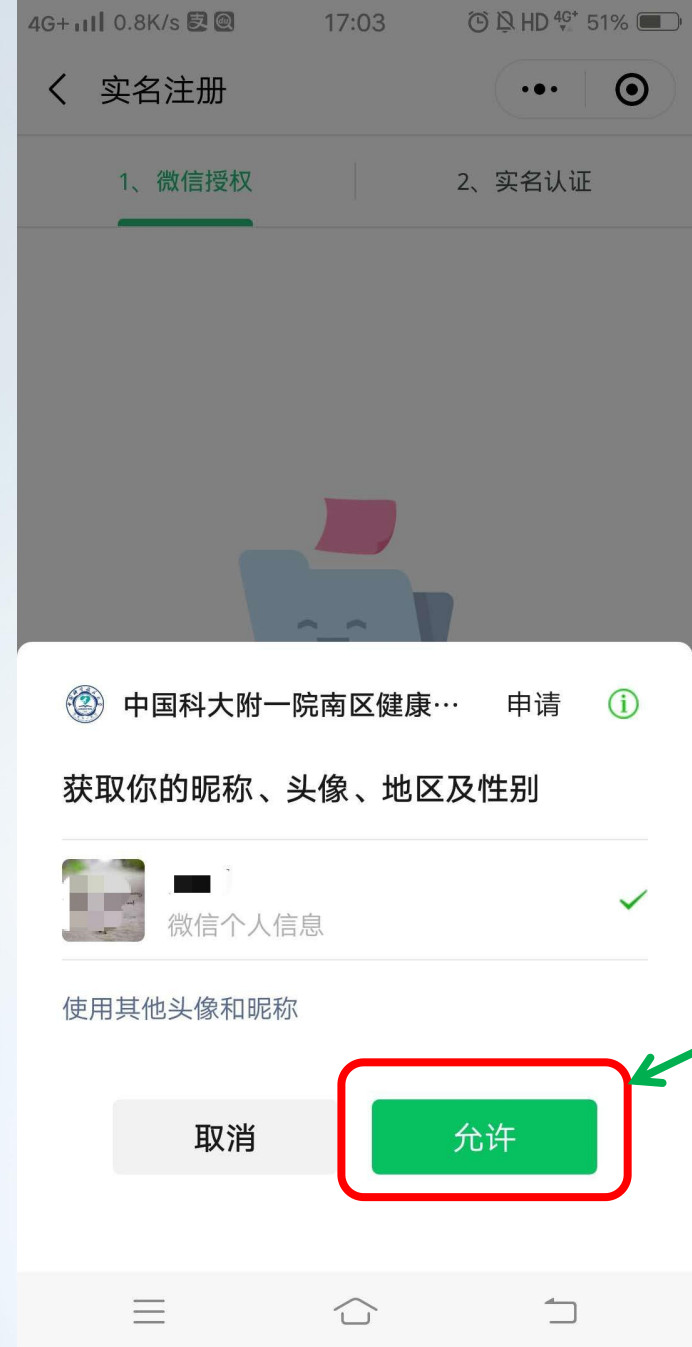 4G+ 0.8K/s 支 17:03 HD 4G+ 51%
实名注册
1、微信授权 2、实名认证
中国科大附一院南区健康… 申请
获取你的昵称、头像、地区及性别
微信个人信息
使用其他头像和昵称
取消 允许